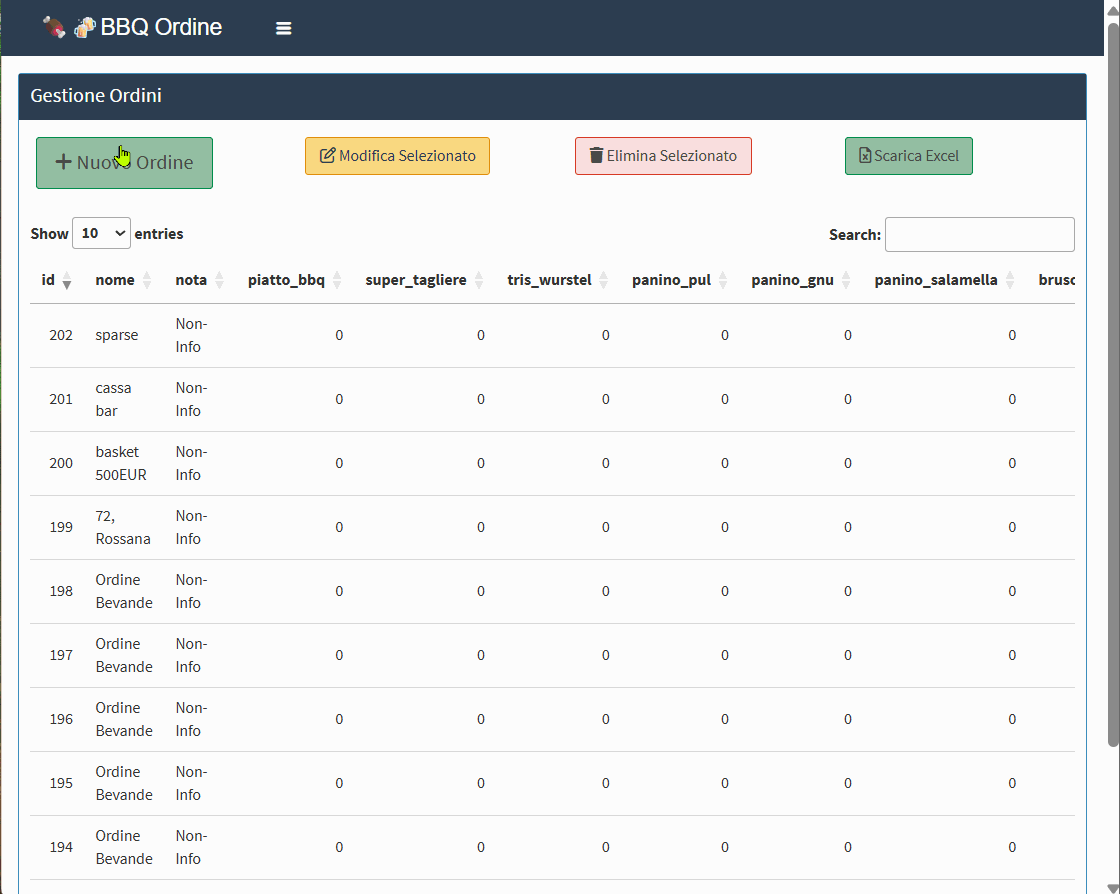 BBQ Ordine
Gestione Ordini
Nuovo Ordine Modifica Selezionato Elimina Selezionato Scarica Excel
Show 10 entries Search:
id nome nota piatto_bbq super_tagliere tris_wurstel panino_pul panino_gnu panino_salamella brusc
202 sparse Non-Info 0 0 0 0 0 0
201 cassa bar Non-Info 0 0 0 0 0 0
200 basket 500EUR Non-Info 0 0 0 0 0 0
199 72, Rossana Non-Info 0 0 0 0 0 0
198 Ordine Bevande Non-Info 0 0 0 0 0 0
197 Ordine Bevande Non-Info 0 0 0 0 0 0
196 Ordine Bevande Non-Info 0 0 0 0 0 0
195 Ordine Bevande Non-Info 0 0 0 0 0 0
194 Ordine Bevande Non-Info 0 0 0 0 0 0